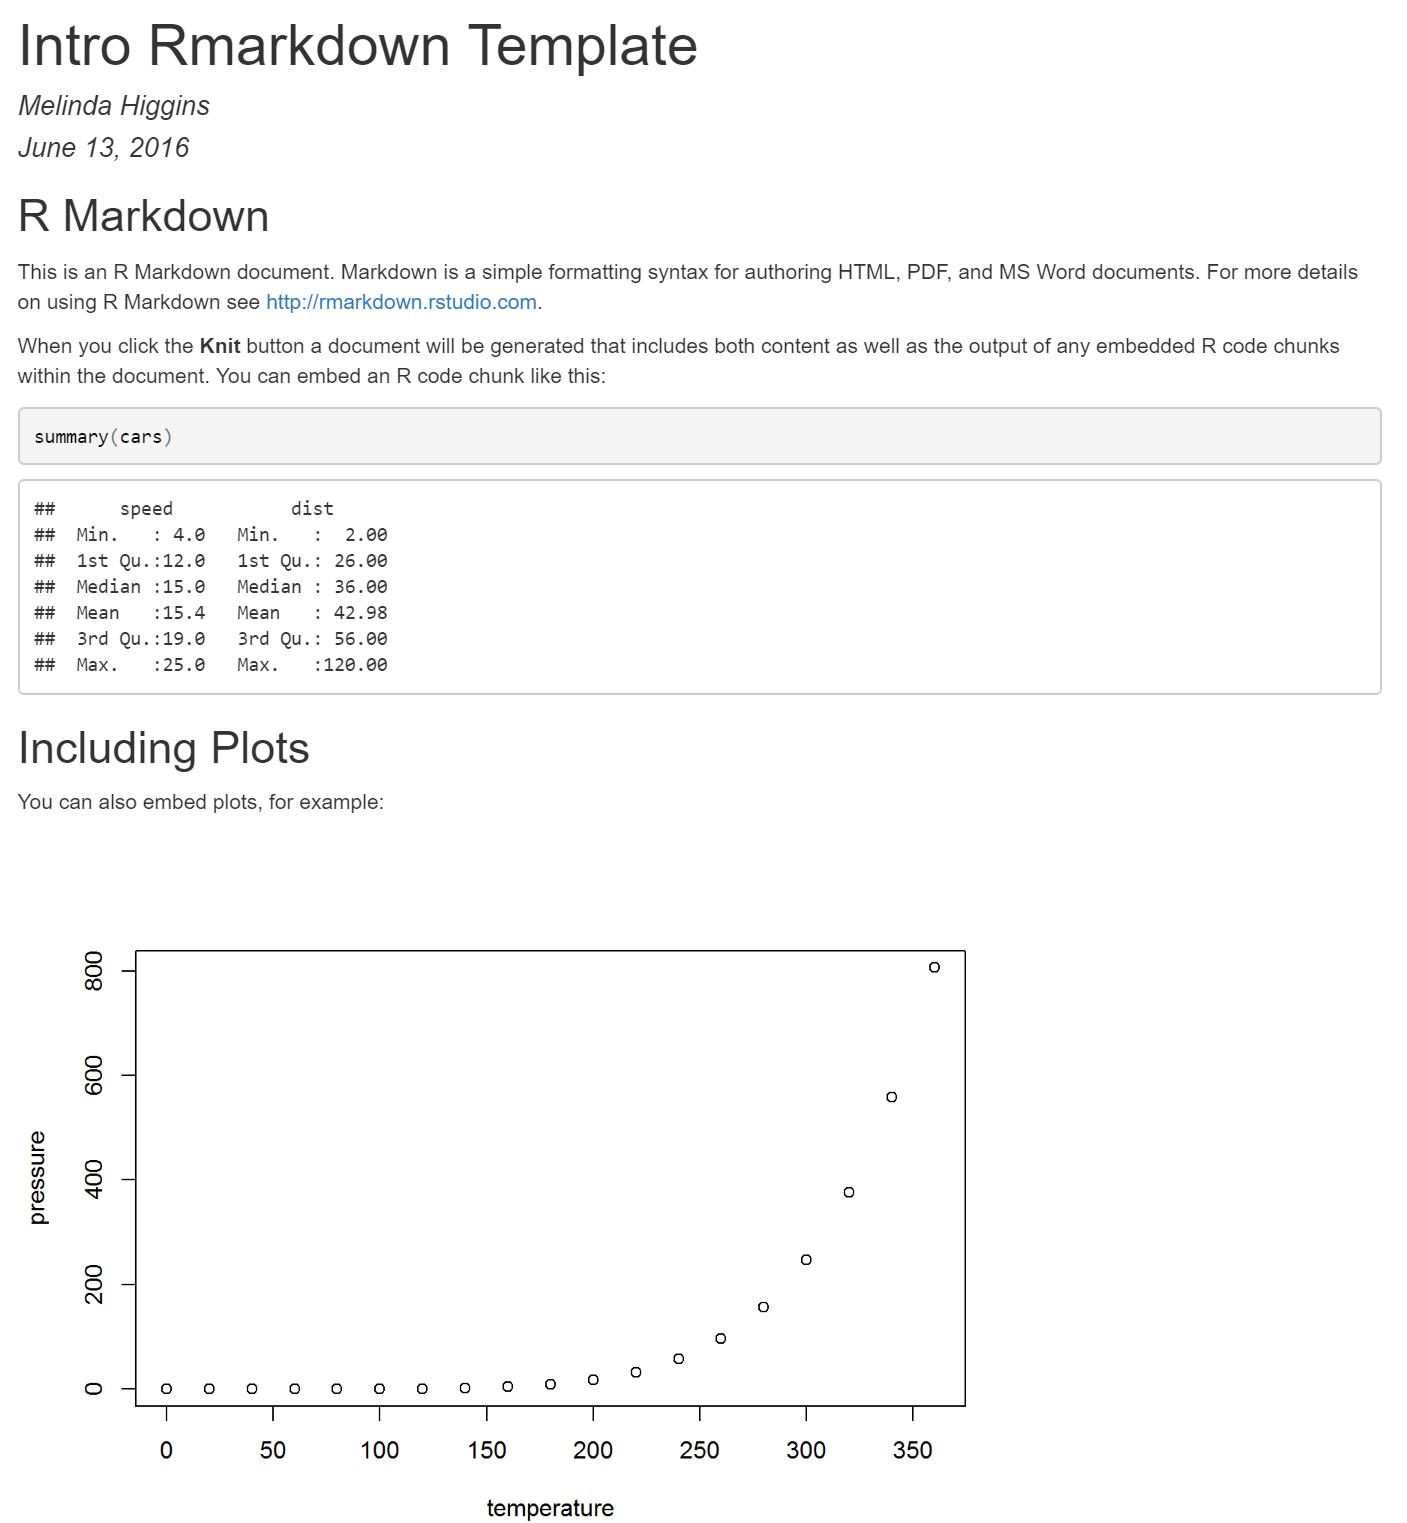 Intro Rmarkdown Template
Melinda Higgins
June 13, 2016
R Markdown
This is an R Markdown document. Markdown is a simple formatting syntax for authoring HTML, PDF, and MS Word documents. For more details
on using R Markdown see http://rmarkdown.rstudio.com.
When you click the Knit button a document will be generated that includes both content as well as the output of any embedded R code chunks
within the document. You can embed an R code chunk like this:
summary(cars)
##      speed           dist
##  Min.   : 4.0   Min.   :  2.00
##  1st Qu.:12.0   1st Qu.: 26.00
##  Median :15.0   Median : 36.00
##  Mean   :15.4   Mean   : 42.98
##  3rd Qu.:19.0   3rd Qu.: 56.00
##  Max.   :25.0   Max.   :120.00
Including Plots
You can also embed plots, for example:
800
600
400
200
0
pressure
0 50 100 150 200 250 300 350
temperature